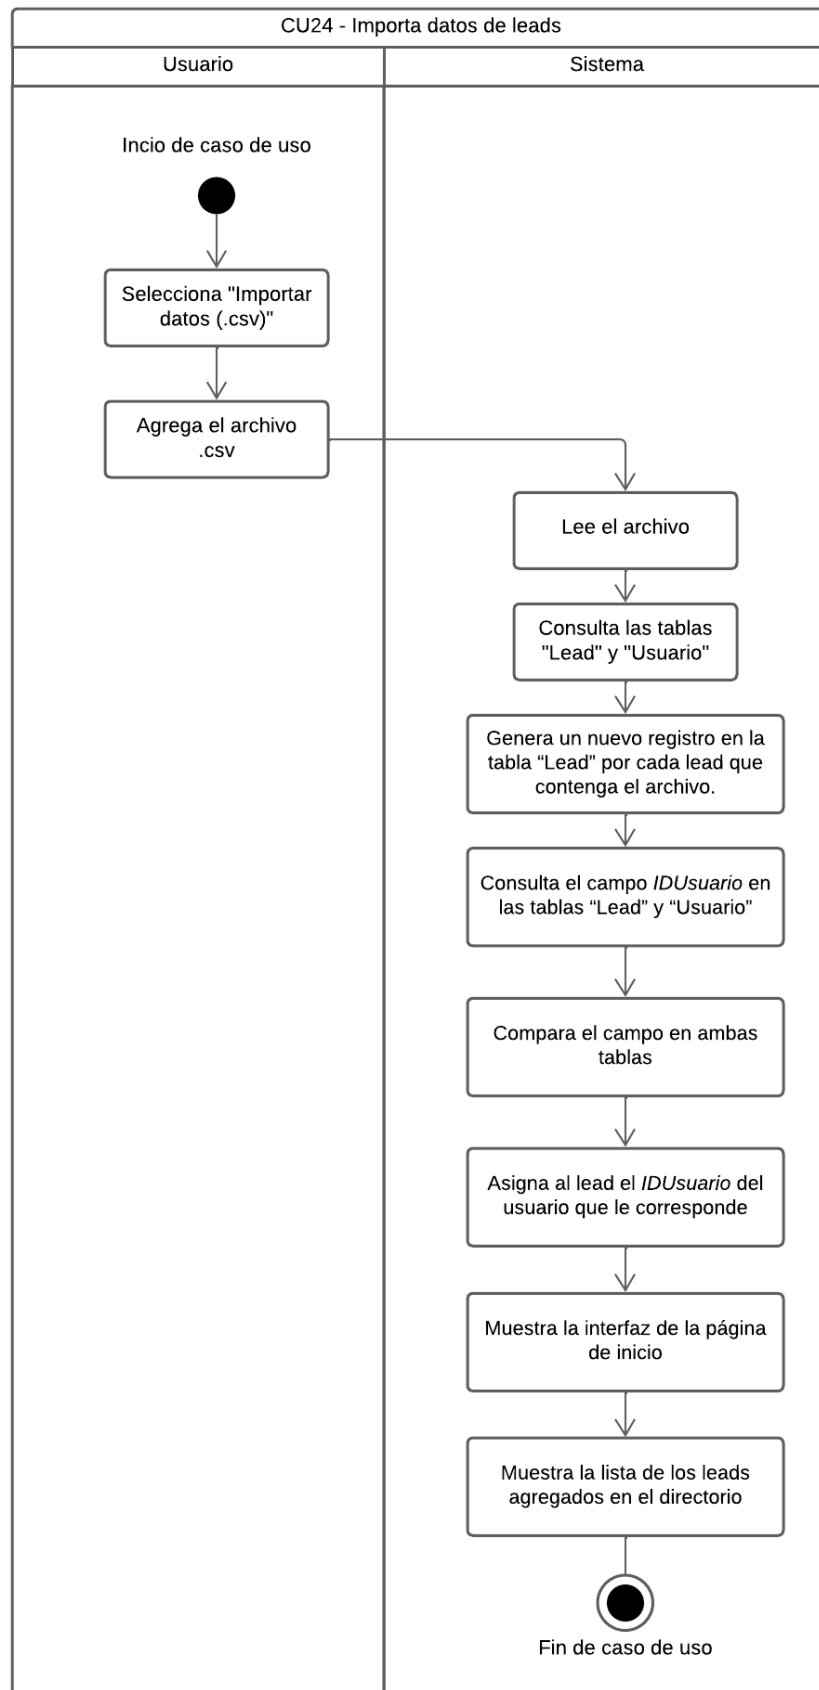 CU24 - Importa datos de leads
Usuario
Sistema
Incio de caso de uso
Selecciona "Importar
datos (.csv)"
Agrega el archivo
.csv
Lee el archivo
Consulta las tablas
"Lead" y "Usuario"
Genera un nuevo registro en la
tabla “Lead” por cada lead que
contenga el archivo.
Consulta el campo IDUsuario en
las tablas “Lead” y “Usuario”
Compara el campo en ambas
tablas
Asigna al lead el IDUsuario del
usuario que le corresponde
Muestra la interfaz de la página
de inicio
Muestra la lista de los leads
agregados en el directorio
Fin de caso de uso